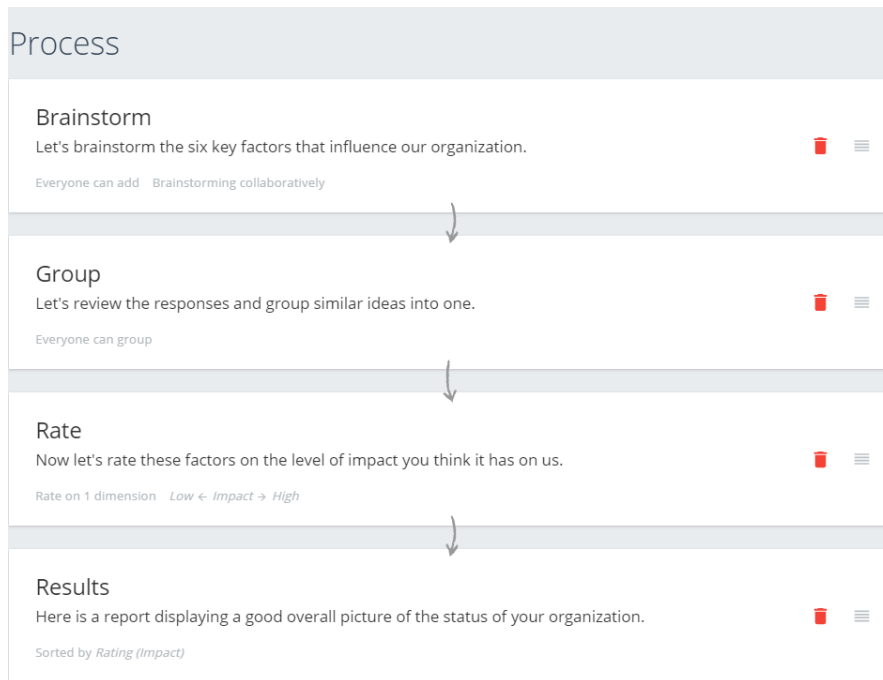 Process
Brainstorm
Let's brainstorm the six key factors that influence our organization.
Everyone can add Brainstorming collaboratively
Group
Let's review the responses and group similar ideas into one.
Everyone can group
Rate
Now let's rate these factors on the level of impact you think it has on us.
Rate on 1 dimension Low ← Impact → High
Results
Here is a report displaying a good overall picture of the status of your organization.
Sorted by Rating (Impact)